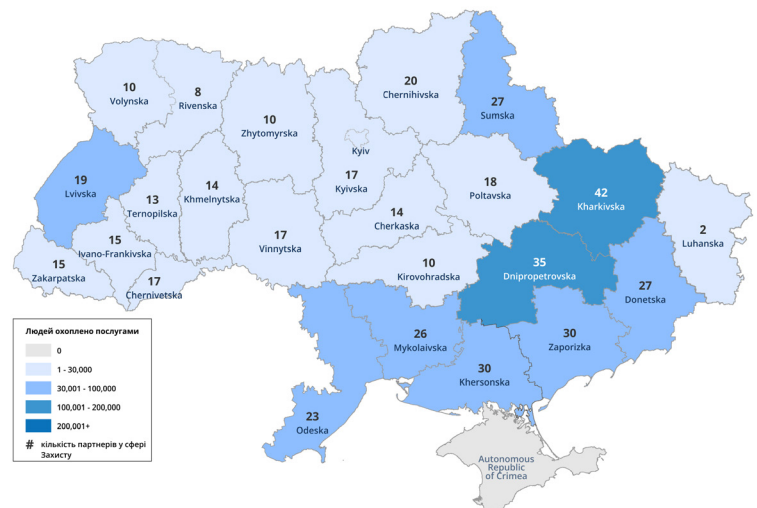 20
Chernihivska
27
Sumska
10
Volynska
8
Rivenska
10
Zhytomyrska
Kyiv
17
Kyivska
19
Lvivska
13
Ternopilska
14
Khmelnytska
18
Poltavska
42
Kharkivska
14
Cherkaska
2
Luhanska
15
Ivano-Frankivska
15
Zakarpatska
17
Chernivetska
17
Vinnytska
10
Kirovohradska
35
Dnipropetrovska
27
Donetska
26
Mykolaivska
30
Zaporizka
30
Khersonska
23
Odeska
Autonomous
Republic
of Crimea
Людей охоплено послугами
0
1 - 30,000
30,001 - 100,000
100,001 - 200,000
200,001+
# кількість партнерів у сфері
Захисту